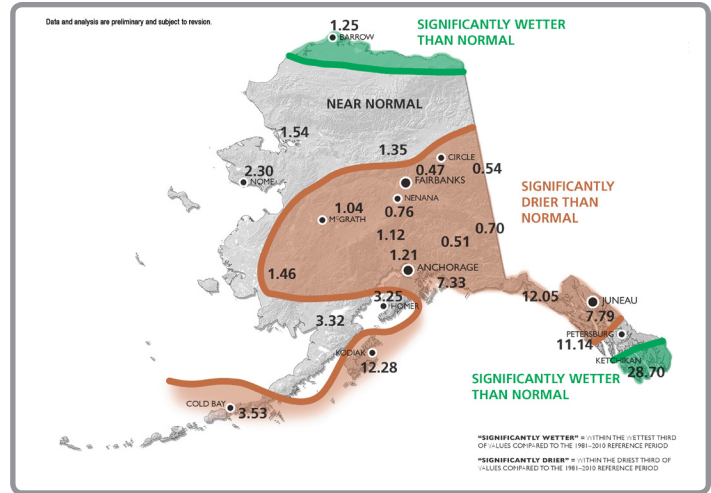 Data and analysis are preliminary and subject to revsion.
1.25
BARROW
SIGNIFICANTLY WETTER
THAN NORMAL
NEAR NORMAL
1.54
1.35
CIRCLE
2.30
NOME
0.47
FAIRBANKS
0.54
NENANA
0.76
1.04
McGRATH
SIGNIFICANTLY
DRIER THAN
NORMAL
1.12
0.51
0.70
1.21
ANCHORAGE
1.46
7.33
3.25
HOMER
12.05
JUNEAU
7.79
3.32
PETERSBURG
11.14
KODIAK
12.28
KETCHIKAN
28.70
SIGNIFICANTLY WETTER
THAN NORMAL
COLD BAY
3.53
"SIGNIFICANTLY WETTER" = WITHIN THE WETTEST THIRD
OF VALUES COMPARED TO THE 1981–2010 REFERENCE PERIOD
"SIGNIFICANTLY DRIER" = WITHIN THE DRIEST THIRD OF
VALUES COMPARED TO THE 1981–2010 REFERENCE PERIOD